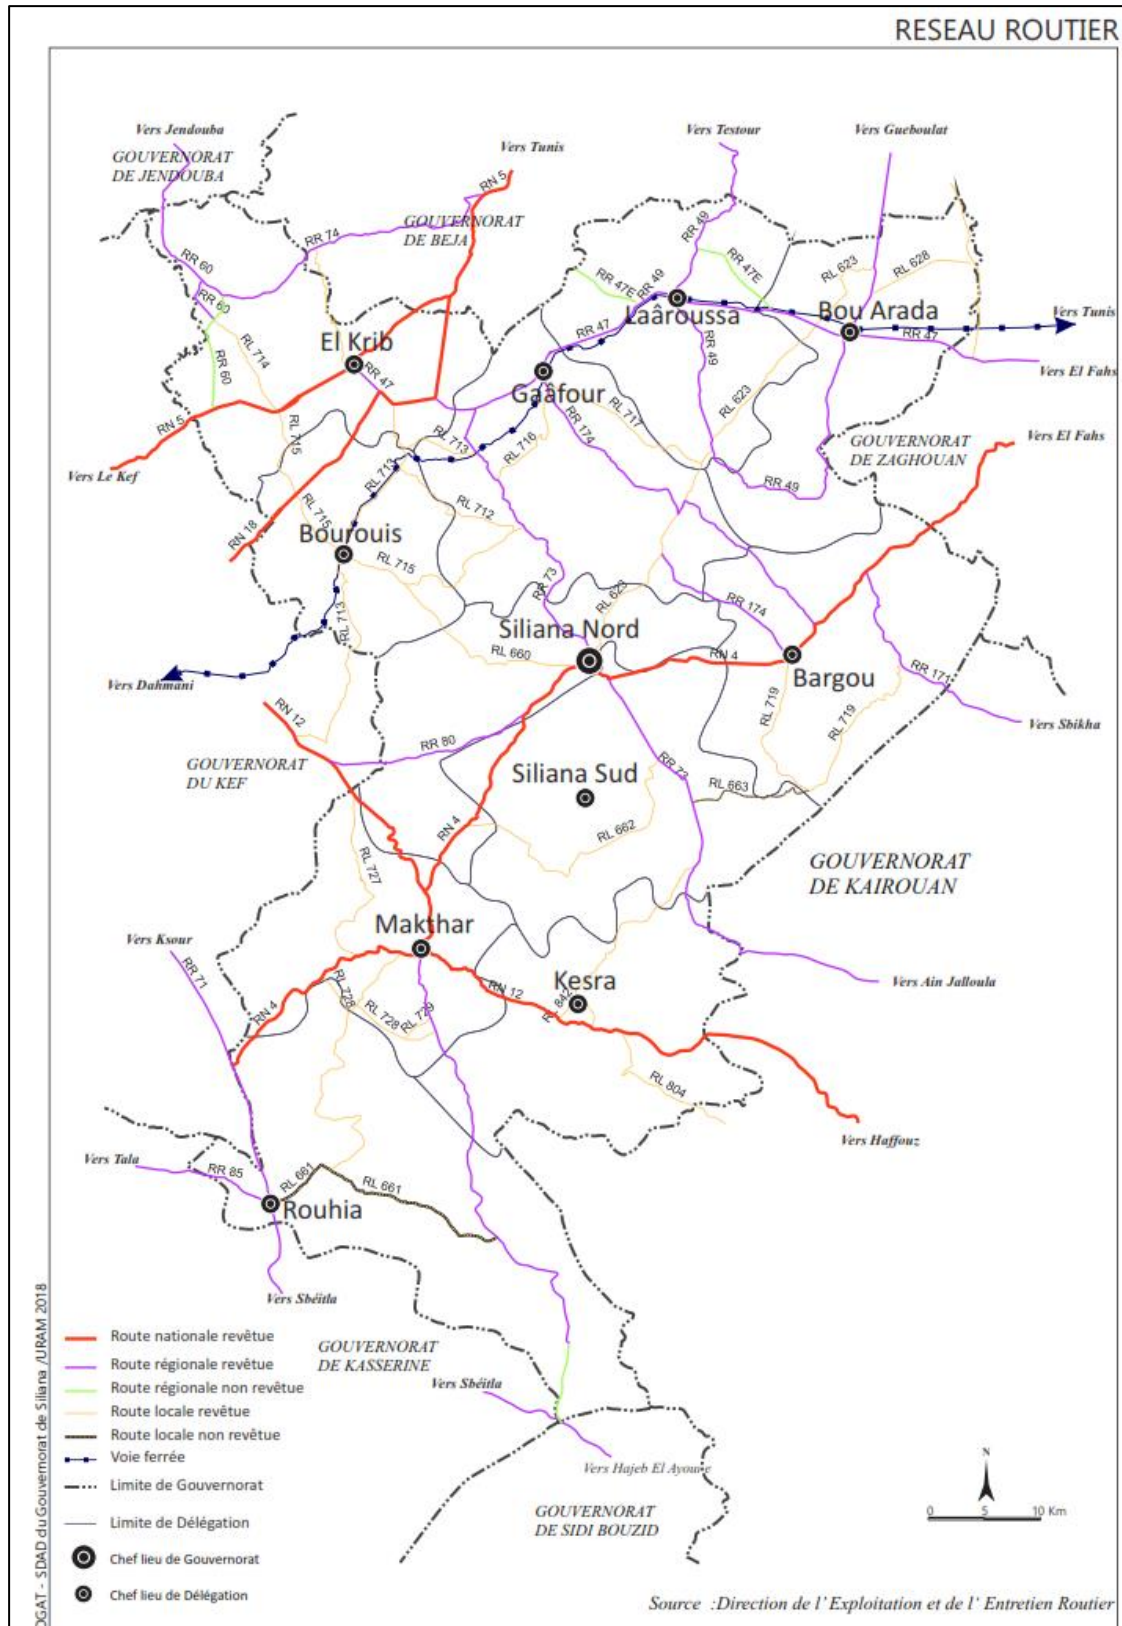 RESEAU ROUTIER
Vers Jendouba
GOUVERNORAT
DE JENDOUBA
Vers Tunis
Vers Testour
Vers Gueboulat
RN 5
GOUVERNORAT
DE BEJA
RR 74
RR 60
RR 60
RR 60
RL 714
RR 49
RR 47E
RR 47E
RR 49
RL 623
RL 628
Laâroussa
Bou Arada
Vers Tunis
RR 47
Vers El Fahs
El Krib
RR 47
RR 47
Gaâfour
RR 49
RL 623
RN 5
Vers Le Kef
RL 715
RL 713
RL 716
RR 174
RL 717
RR 49
GOUVERNORAT
DE ZAGHOUAN
Vers El Fahs
RL 713
RL 712
RL 715
RN 18
Bourouis
RL 715
RL 713
RR 73
RL 623
RR 174
Siliana Nord
RL 660
RN 4
Bargou
RR 171
Vers Sbikha
Vers Dahmani
RN 12
RR 80
RL 719
RL 719
GOUVERNORAT
DU KEF
Siliana Sud
RR 73
RL 663
RN 4
RL 662
RL 727
GOUVERNORAT
DE KAIROUAN
Makthar
Vers Ksour
RR 71
RN 4
RL 728
RL 728
RL 729
RN 12
Kesra
RL 842
Vers Ain Jalloula
RL 804
Vers Haffouz
Vers Tala
RR 85
RL 661
RL 661
Rouhia
Vers Sbéitla
GOUVERNORAT
DE KASSERINE
Vers Sbéitla
Vers Hajeb El Ayoune
GOUVERNORAT
DE SIDI BOUZID
Route nationale revêtue
Route régionale revêtue
Route régionale non revêtue
Route locale revêtue
Route locale non revêtue
Voie ferrée
Limite de Gouvernorat
Limite de Délégation
Chef lieu de Gouvernorat
Chef lieu de Délégation
N
0 5 10 Km
Source :Direction de l'Exploitation et de l' Entretien Routier
DGAT - SDAD du Gouvernorat de Siliana /URAM 2018